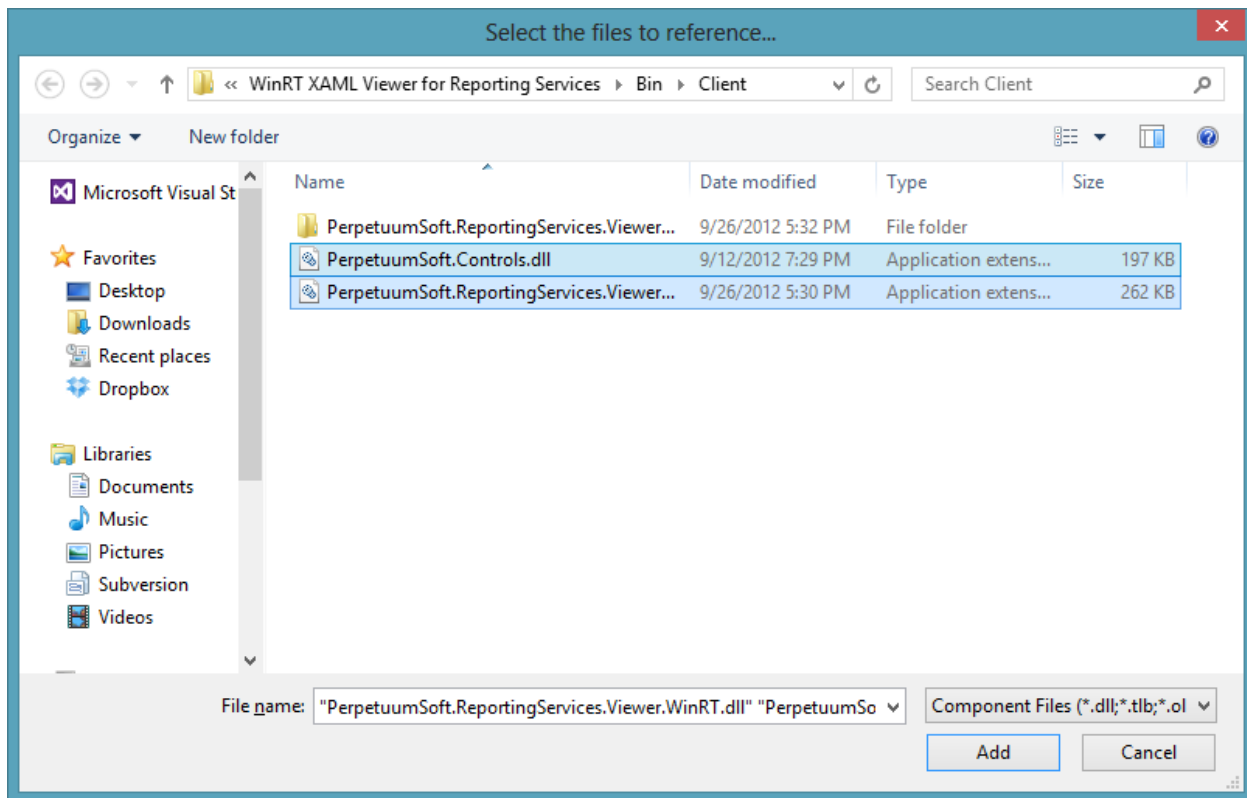 Select the files to reference...
« WinRT XAML Viewer for Reporting Services Bin Client Search Client
Organize New folder
Microsoft Visual St
Name Date modified Type Size
PerpetuumSoft.ReportingServices.Viewer... 9/26/2012 5:32 PM File folder
Favorites PerpetuumSoft.Controls.dll 9/12/2012 7:29 PM Application extens... 197 KB
Desktop PerpetuumSoft.ReportingServices.Viewer... 9/26/2012 5:30 PM Application extens... 262 KB
Downloads
Recent places
Dropbox
Libraries
Documents
Music
Pictures
Subversion
Videos
File name: "PerpetuumSoft.ReportingServices.Viewer.WinRT.dll" "PerpetuumSo Component Files (*.dll;*.tlb;*.ol
Add Cancel